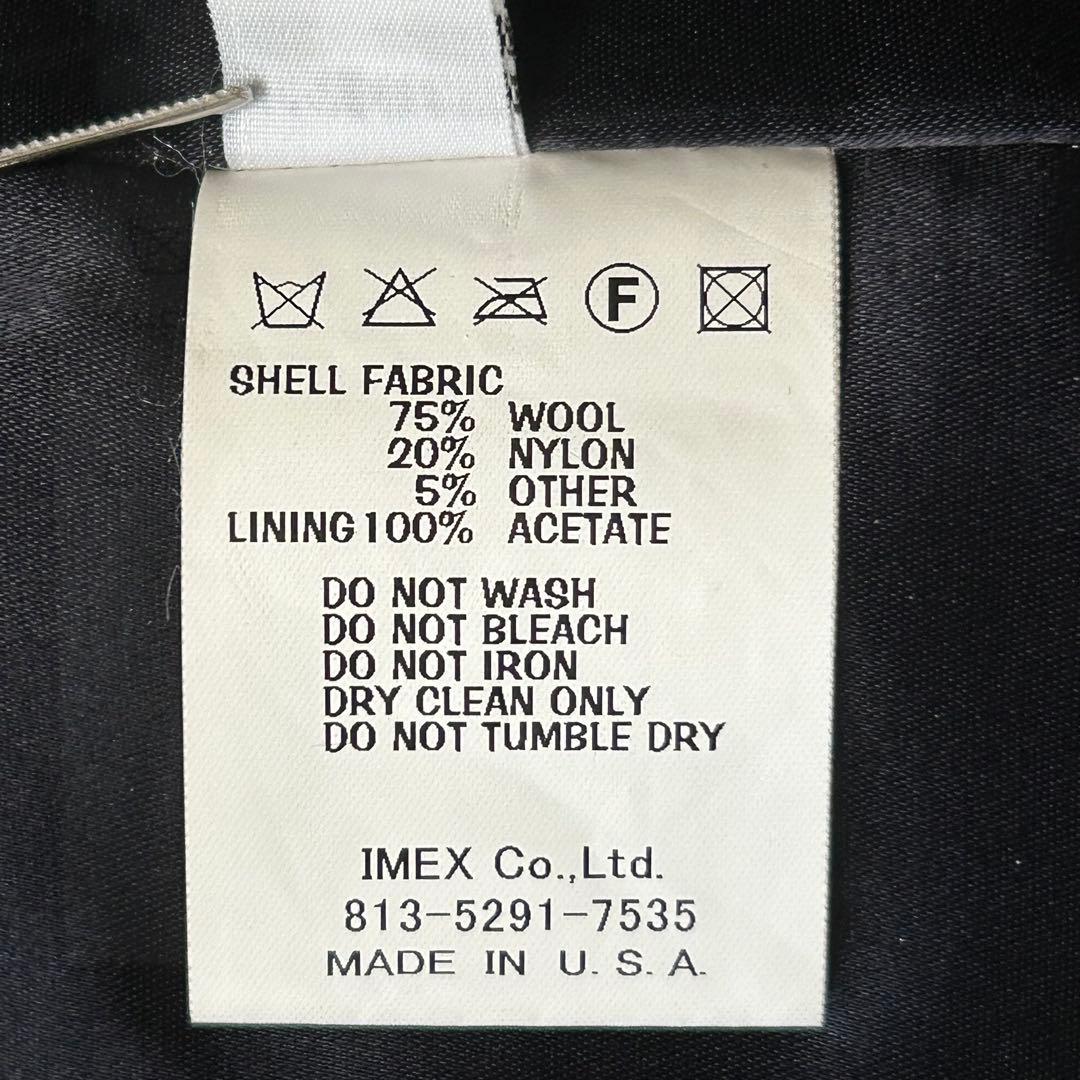 F
SHELL FABRIC
75% WOOL
20% NYLON
5% OTHER
LINING 100% ACETATE
DO NOT WASH
DO NOT BLEACH
DO NOT IRON
DRY CLEAN ONLY
DO NOT TUMBLE DRY
IMEX Co.,Ltd.
813-5291-7535
MADE IN U.S.A.